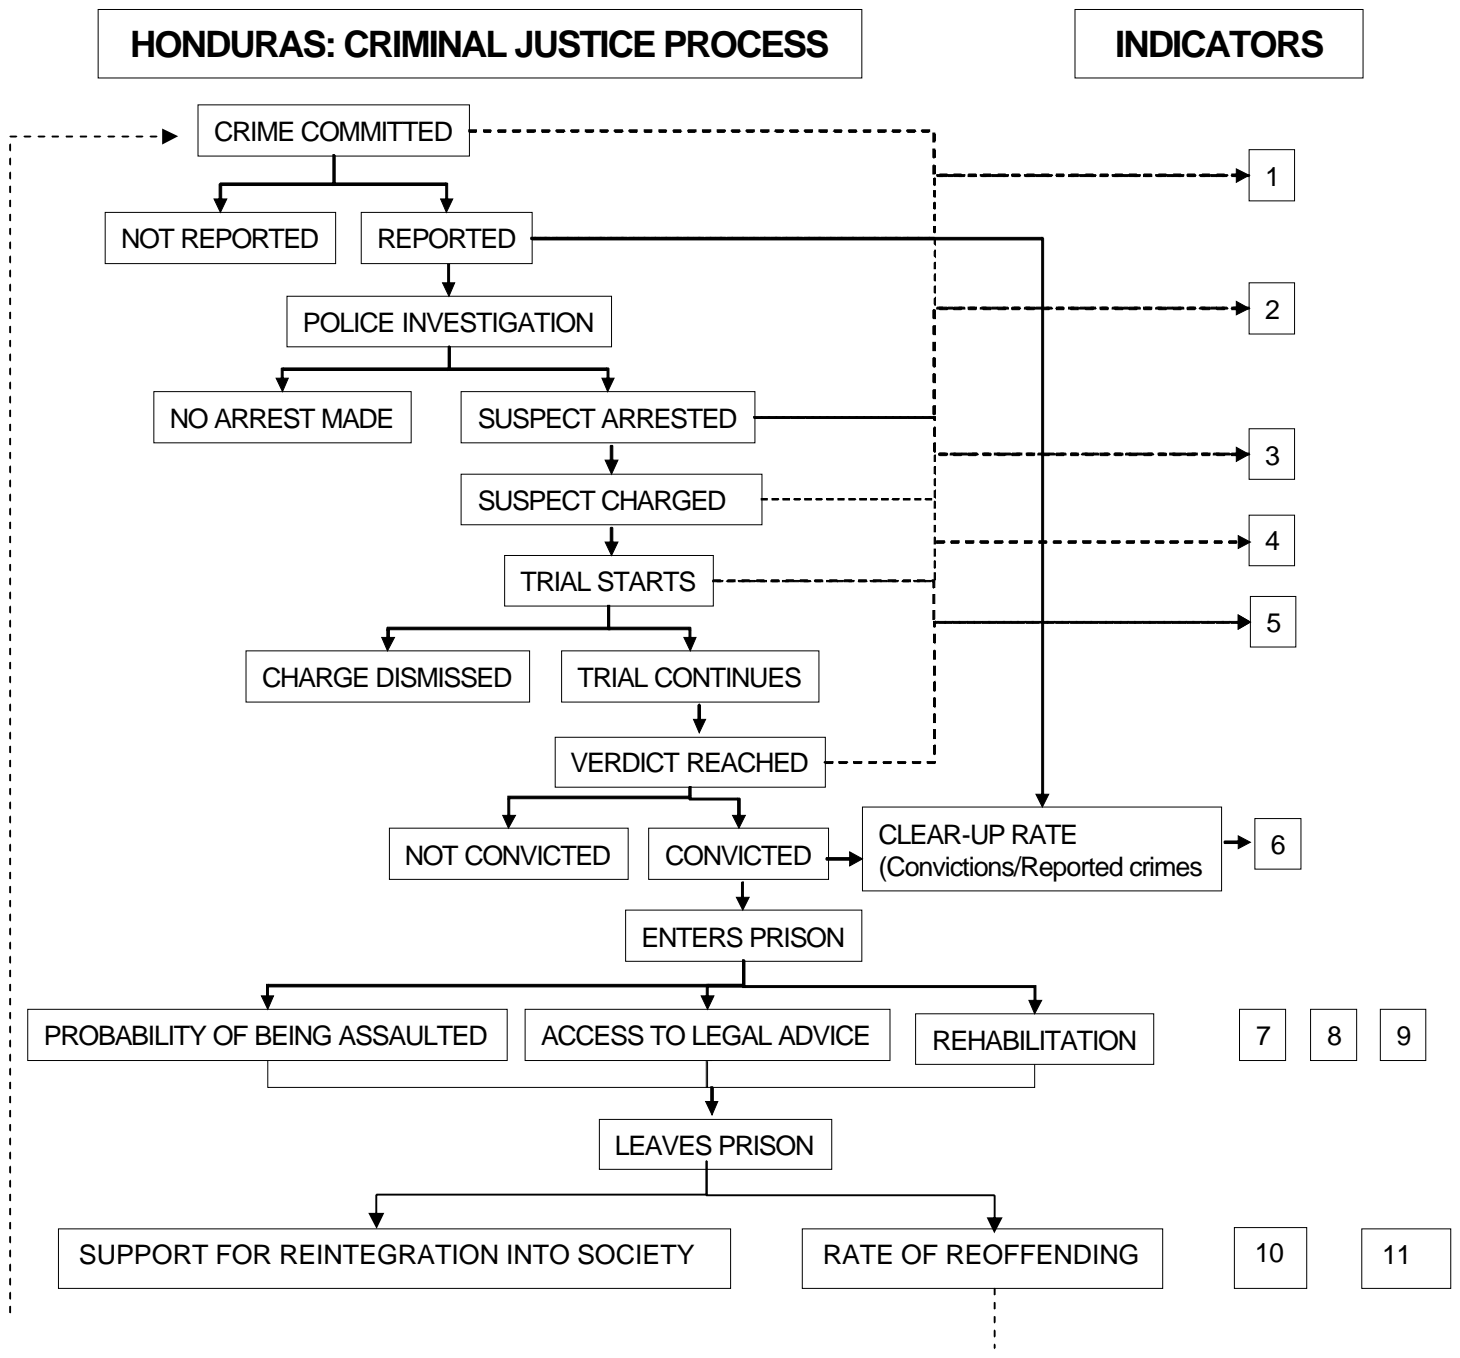 HONDURAS: CRIMINAL JUSTICE PROCESS
INDICATORS
CRIME COMMITTED
1
NOT REPORTED
REPORTED
2
POLICE INVESTIGATION
NO ARREST MADE
SUSPECT ARRESTED
3
SUSPECT CHARGED
4
TRIAL STARTS
5
CHARGE DISMISSED
TRIAL CONTINUES
VERDICT REACHED
NOT CONVICTED
CONVICTED
CLEAR-UP RATE
(Convictions/Reported crimes
6
ENTERS PRISON
PROBABILITY OF BEING ASSAULTED
ACCESS TO LEGAL ADVICE
REHABILITATION
7
8
9
LEAVES PRISON
SUPPORT FOR REINTEGRATION INTO SOCIETY
RATE OF REOFFENDING
10
11